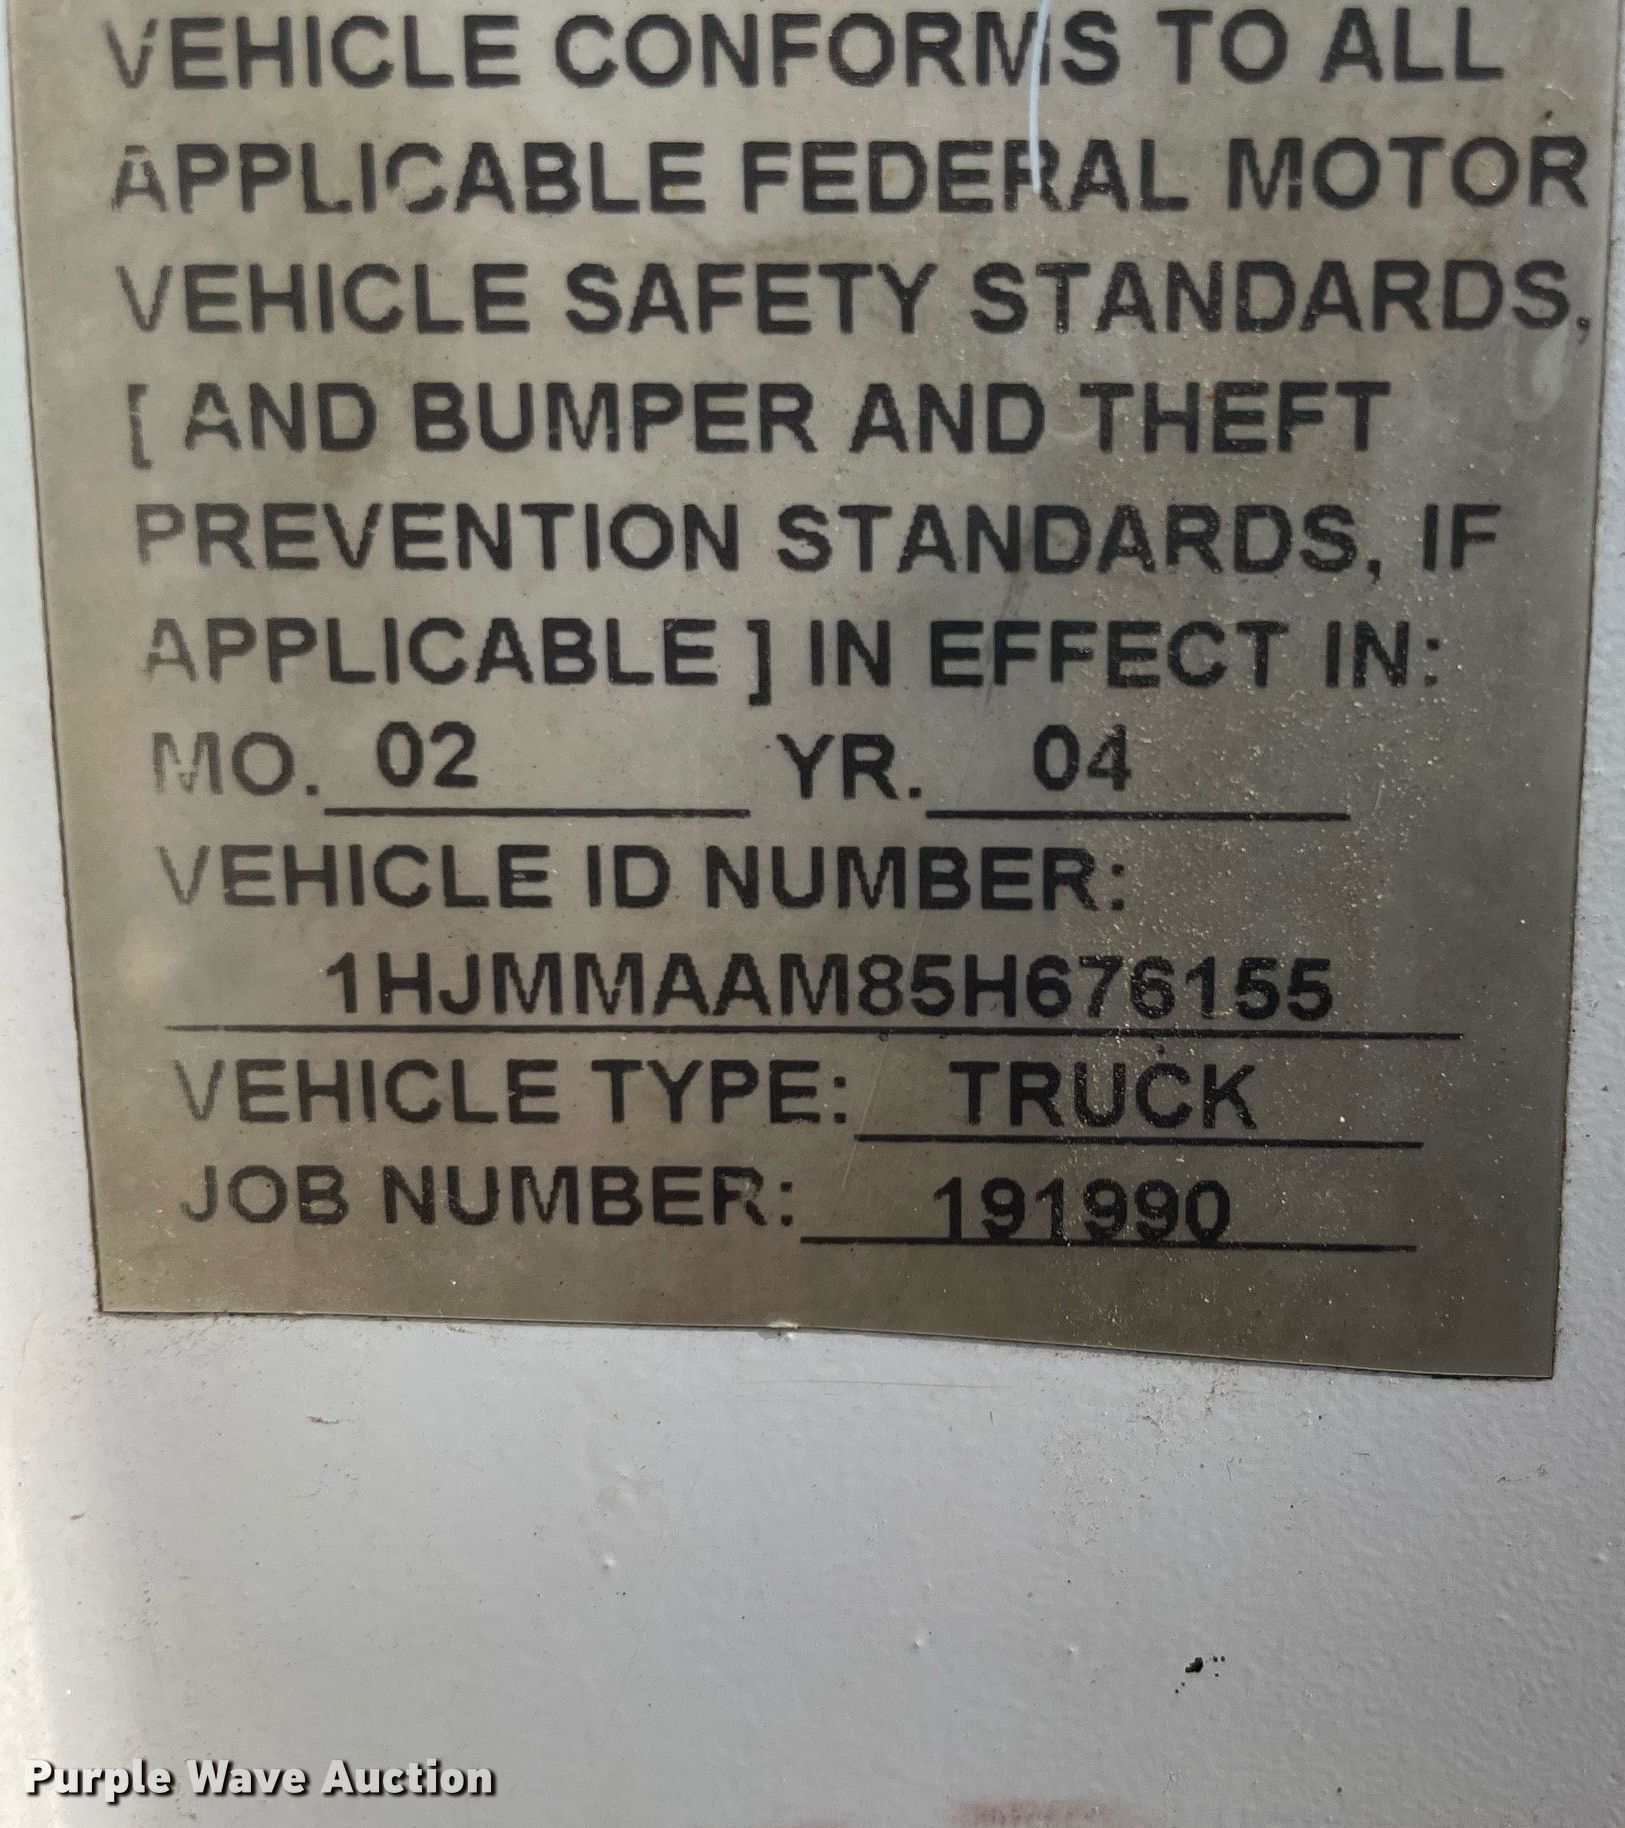 VEHICLE CONFORMS TO ALL
APPLICABLE FEDERAL MOTOR
VEHICLE SAFETY STANDARDS,
[ AND BUMPER AND THEFT
PREVENTION STANDARDS, IF
APPLICABLE ] IN EFFECT IN:
MO. 02 YR. 04
VEHICLE ID NUMBER:
1HJMMAAM85H676155
VEHICLE TYPE: TRUCK
JOB NUMBER: 191990
Purple Wave Auction